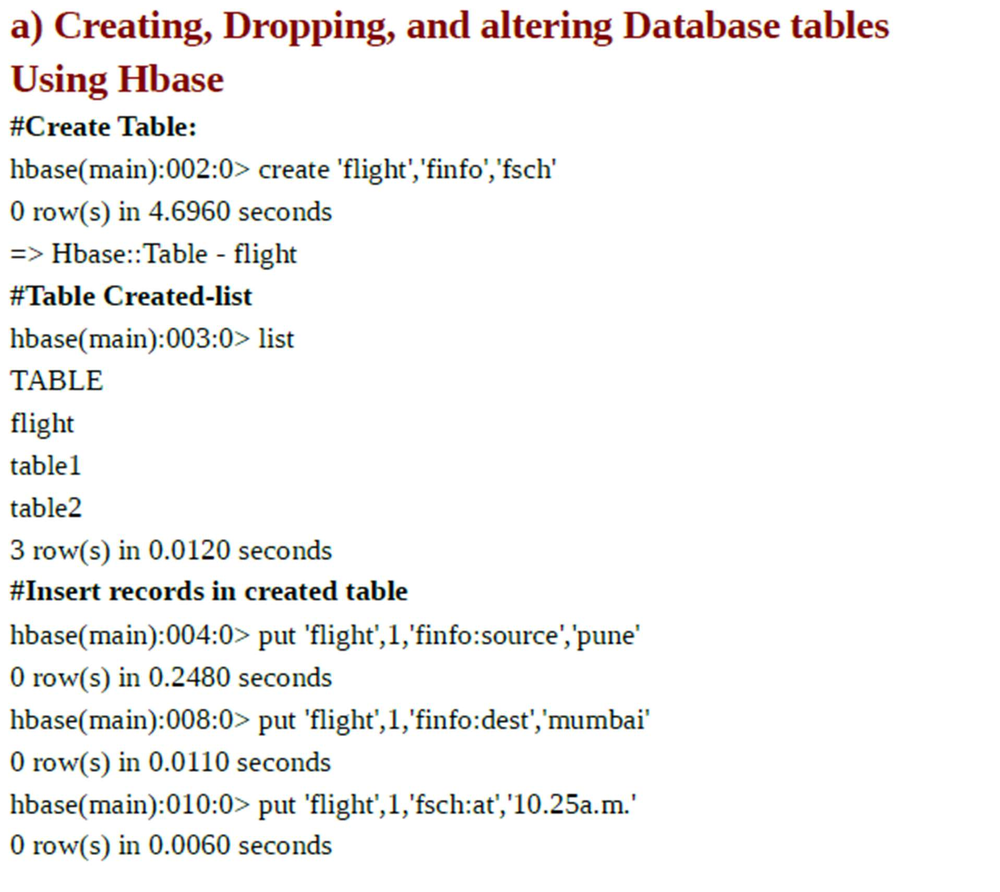 a) Creating, Dropping, and altering Database tables
Using Hbase
#Create Table:
hbase(main):002:0> create 'flight','finfo','fsch'
0 row(s) in 4.6960 seconds
=> Hbase::Table - flight
#Table Created-list
hbase(main):003:0> list
TABLE
flight
table1
table2
3 row(s) in 0.0120 seconds
#Insert records in created table
hbase(main):004:0> put 'flight',1,'finfo:source','pune'
0 row(s) in 0.2480 seconds
hbase(main):008:0> put 'flight',1,'finfo:dest','mumbai'
0 row(s) in 0.0110 seconds
hbase(main):010:0> put 'flight',1,'fsch:at','10.25a.m.'
0 row(s) in 0.0060 seconds